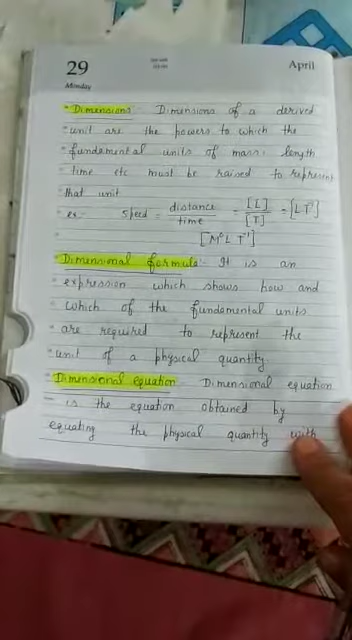 29
Monday
April
Dimensions - Dimensions of a derived
unit are the powers to which the
fundamental units of mass, length
time etc must be raised to represent
that unit
ex - Speed = distance / time = [L] / [T] = [LT⁻¹]
[M⁰L T⁻¹]
Dimensional formula - It is an
expression which shows how and
which of the fundamental units
are required to represent the
unit of a physical quantity.
Dimensional equation - Dimensional equation
is the equation obtained by
equating the physical quantity with